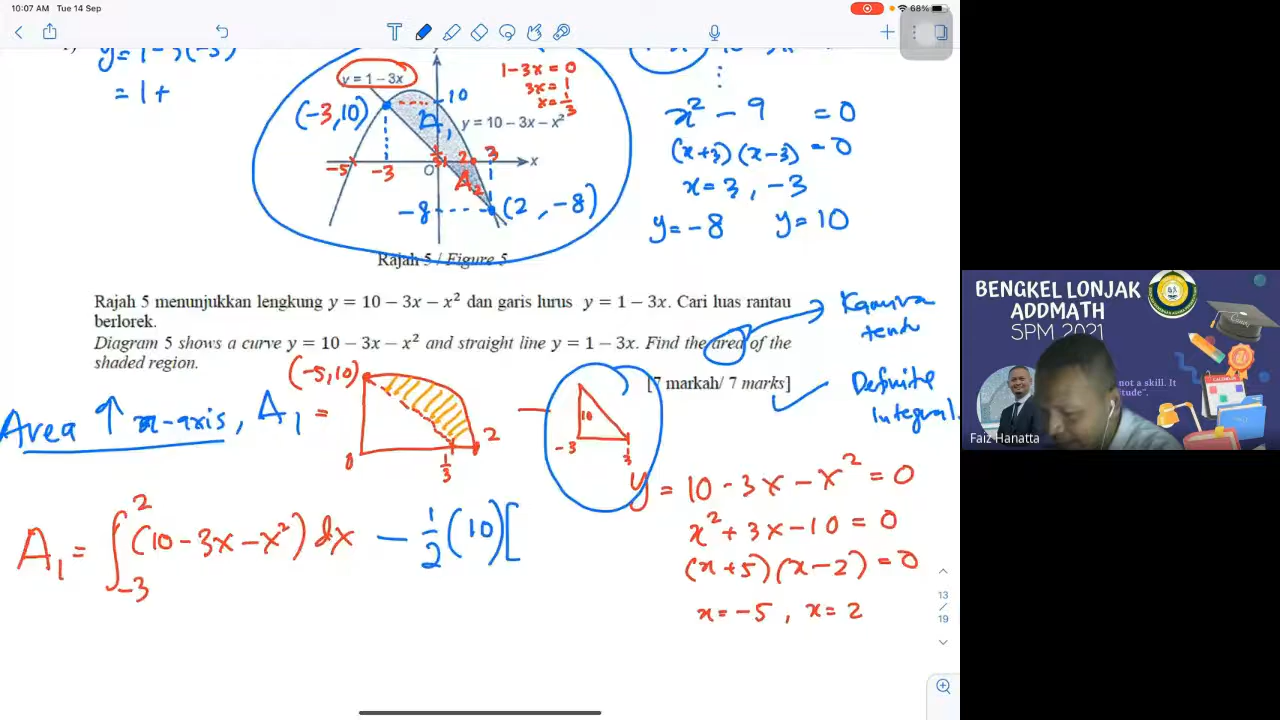 10:07 AM Tue 14 Sep
68%
y = 1 - 3(-3)
= 1 +
y = 1 − 3x
(-3,10)
10
1-3x = 0
3x = 1
x = 1/3
A1
y = 10 − 3x − x²
-5
-3
O
1/3
2
3
x
A2
-8
(2, -8)
Rajah 5 / Figure 5
x² - 9 = 0
(x+3)(x-3) = 0
x = 3, -3
y = -8 y = 10
Rajah 5 menunjukkan lengkung y = 10 − 3x − x² dan garis lurus y = 1 − 3x. Cari luas rantau
berlorek.
Diagram 5 shows a curve y = 10 − 3x − x² and straight line y = 1 − 3x. Find the area of the
shaded region.
[7 markah/ 7 marks]
Kamiran
tentu
Definite
Integral.
Area ↑ x-axis, A1 =
(-5,10)
0
1/3
2
−
10
-3
1/3
y = 10 - 3x - x² = 0
x² + 3x - 10 = 0
(x+5)(x-2) = 0
x = -5, x = 2
A1 = ∫₋₃² (10 - 3x - x²) dx - 1/2 (10) [
13
/
19
BENGKEL LONJAK
ADDMATH
SPM 2021
not a skill. It
Faiz Hanatta